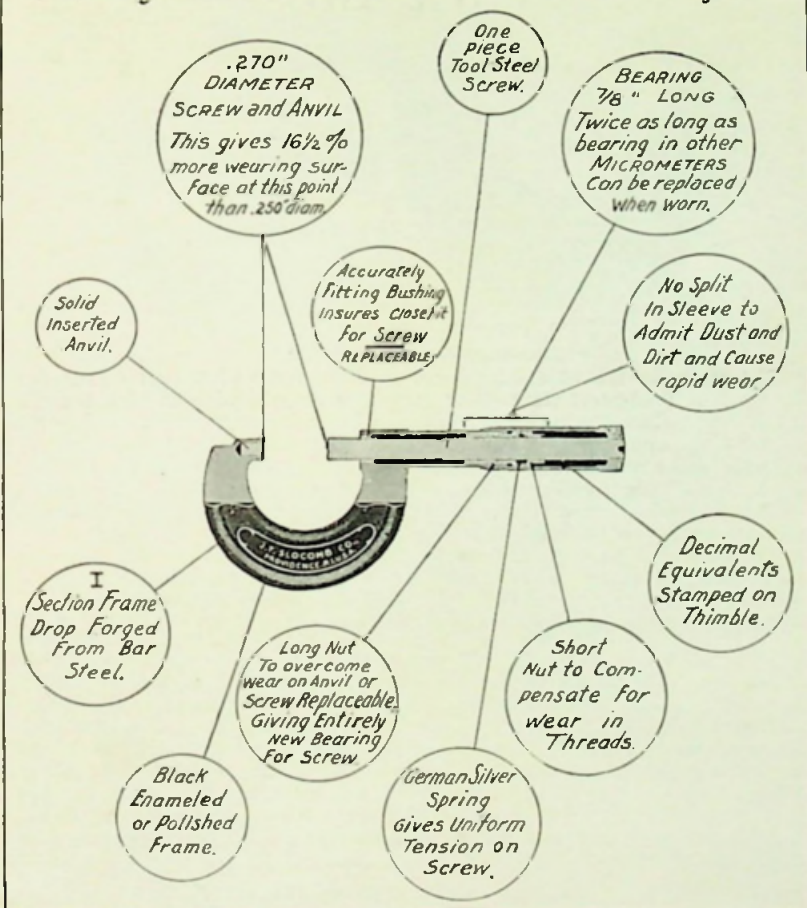 One
piece
Tool Steel
Screw.
.270"
DIAMETER
SCREW and ANVIL
This gives 16½ %
more wearing sur-
face at this point
than .250" diam.
BEARING
7/8" LONG
Twice as long as
bearing in other
MICROMETERS
Can be replaced
when worn.
Solid
Inserted
Anvil.
Accurately
Fitting Bushing
Insures Close fit
For Screw
REPLACEABLE
No Split
In Sleeve to
Admit Dust and
Dirt and Cause
rapid wear
J.T. SLOCOMB CO.
PROVIDENCE R.I. U.S.A.
I
Section Frame
Drop Forged
From Bar
Steel.
Decimal
Equivalents
Stamped on
Thimble.
Long Nut
To overcome
wear on Anvil or
Screw Replaceable
Giving Entirely
New Bearing
For Screw
Short
Nut to Com-
pensate for
wear in
Threads.
Black
Enameled
or Polished
Frame.
German Silver
Spring
Gives Uniform
Tension on
Screw.